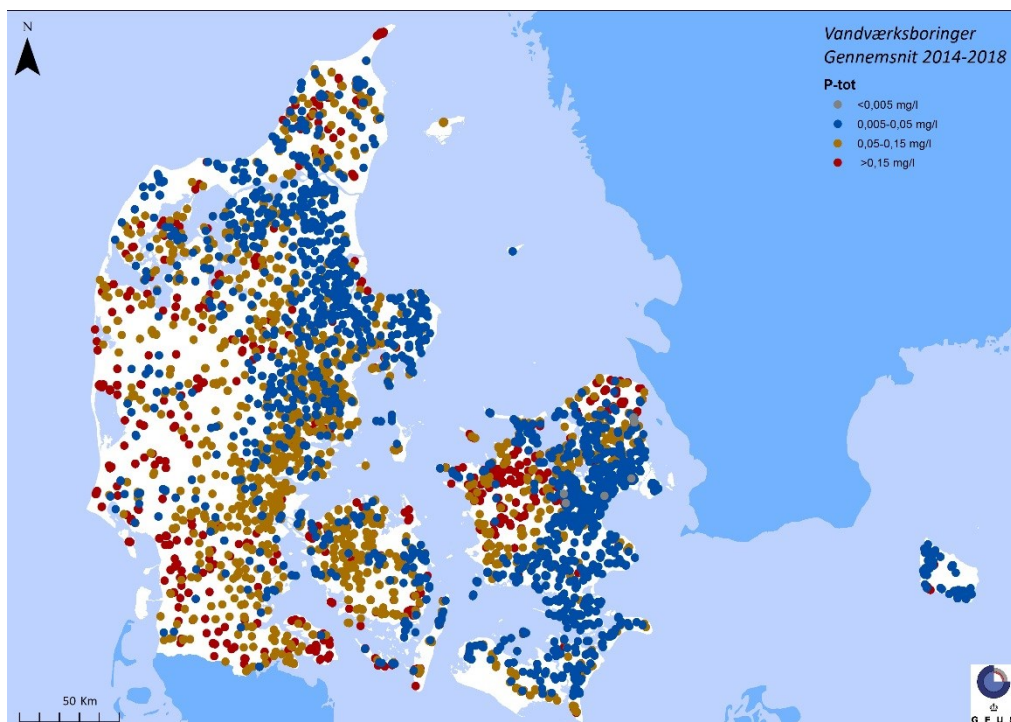 N
Vandværksboringer
Gennemsnit 2014-2018
P-tot
<0,005 mg/l
0,005-0,05 mg/l
0,05-0,15 mg/l
>0,15 mg/l
50 Km
G E U S